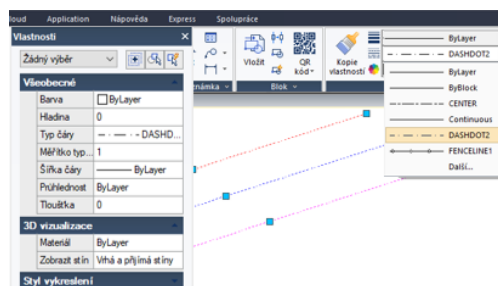 loud Application Nápověda Express Spolupráce
Vlastnosti
Žádný výběr
Všeobecné
Barva ByLayer
Hladina 0
Typ čáry DASHD...
Měřítko typ... 1
Šířka čáry ByLayer
Průhlednost ByLayer
Tloušťka 0
3D vizualizace
Materiál ByLayer
Zobrazit stín Vrhá a přijímá stíny
Styl vykreslení
Vložit
QR
kód
Kopie
vlastností
námka
Blok
ByLayer
DASHDOT2
ByLayer
ByBlock
CENTER
Continuous
DASHDOT2
FENCELINE1
Další...